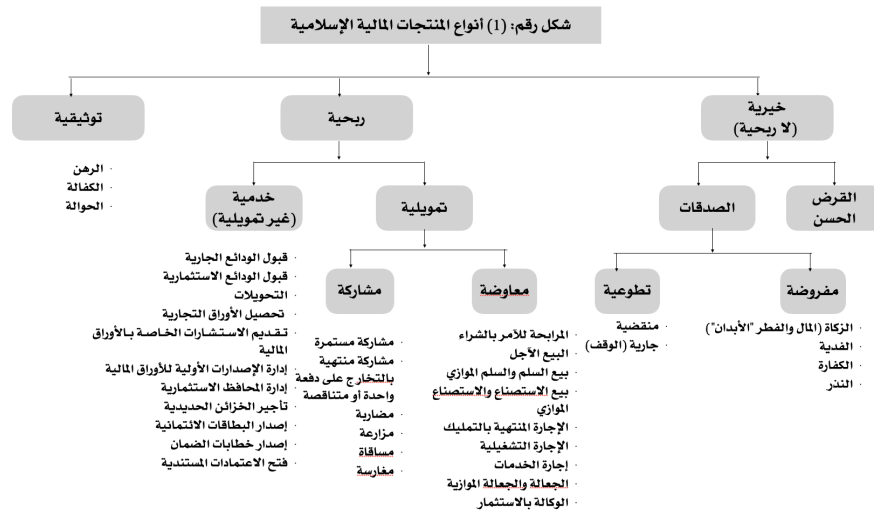 شكل رقم: (1) أنواع المنتجات المالية الإسلامية
خيرية
(لا ربحية)
ربحية
توثيقية
الرهن
الكفالة
الحوالة
القرض
الحسن
الصدقات
تمويلية
خدمية
(غير تمويلية)
مفروضة
تطوعية
معاوضة
مشاركة
الزكاة (المال والفطر "الأبدان")
الفدية
الكفارة
النذر
منقضية
جارية (الوقف)
المرابحة للآمر بالشراء
البيع الآجل
بيع السلم والسلم الموازي
بيع الاستصناع والاستصناع
الموازي
الإجارة المنتهية بالتمليك
الإجارة التشغيلية
إجارة الخدمات
الجعالة والجعالة الموازية
الوكالة بالاستثمار
مشاركة مستمرة
مشاركة منتهية
بالتخارج على دفعة
واحدة أو متناقصة
مضاربة
مزارعة
مساقاة
مغارسة
قبول الودائع الجارية
قبول الودائع الاستثمارية
التحويلات
تحصيل الأوراق التجارية
تقديم الاستشارات الخاصة بالأوراق
المالية
إدارة الإصدارات الأولية للأوراق المالية
إدارة المحافظ الاستثمارية
تأجير الخزائن الحديدية
إصدار البطاقات الائتمانية
إصدار خطابات الضمان
فتح الاعتمادات المستندية